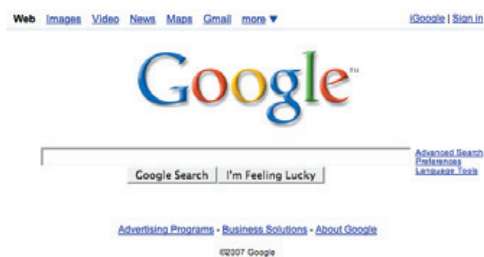 Web Images Video News Maps Gmail more ▼ iGoogle | Sign in
Google™
Advanced Search
Preferences
Language Tools
Google Search I'm Feeling Lucky
Advertising Programs - Business Solutions - About Google
©2007 Google